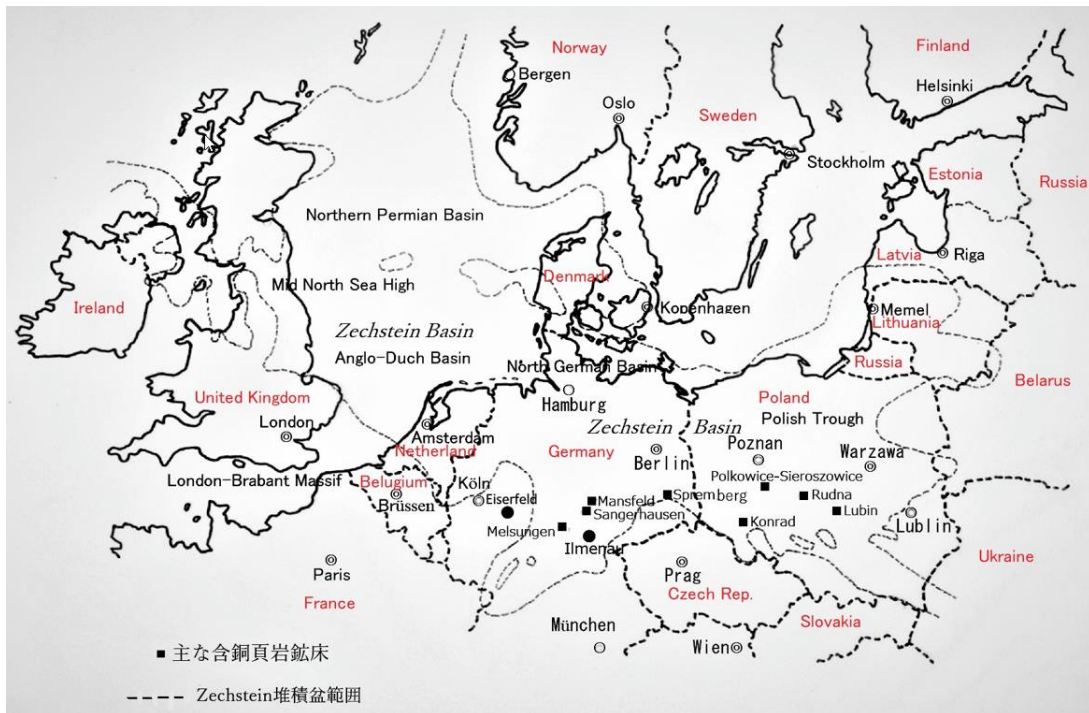 Norway
Finland
Bergen
Helsinki
Oslo
Sweden
Stockholm
Estonia
Russia
Northern Permian Basin
Latvia
Riga
Denmark
Ireland
Mid North Sea High
Kopenhagen
Memel
Lithuania
Zechstein Basin
Anglo-Duch Basin
North German Basin
Russia
Belarus
United Kingdom
Hamburg
Poland
Polish Trough
London
Amsterdam
Zechstein Basin
Netherland
Germany
Berlin
Poznan
Warzawa
London-Brabant Massif
Belugium
Köln
Polkowice-Sieroszowice
Brüssen
Eiserfeld
Mansfeld
Spremberg
Rudna
Sangerhausen
Lubin
Melsungen
Konrad
Lublin
Ilmenau
Ukraine
Paris
Prag
France
Czech Rep.
Slovakia
München
Wien
■ 主な含銅頁岩鉱床
Zechstein堆積盆範囲